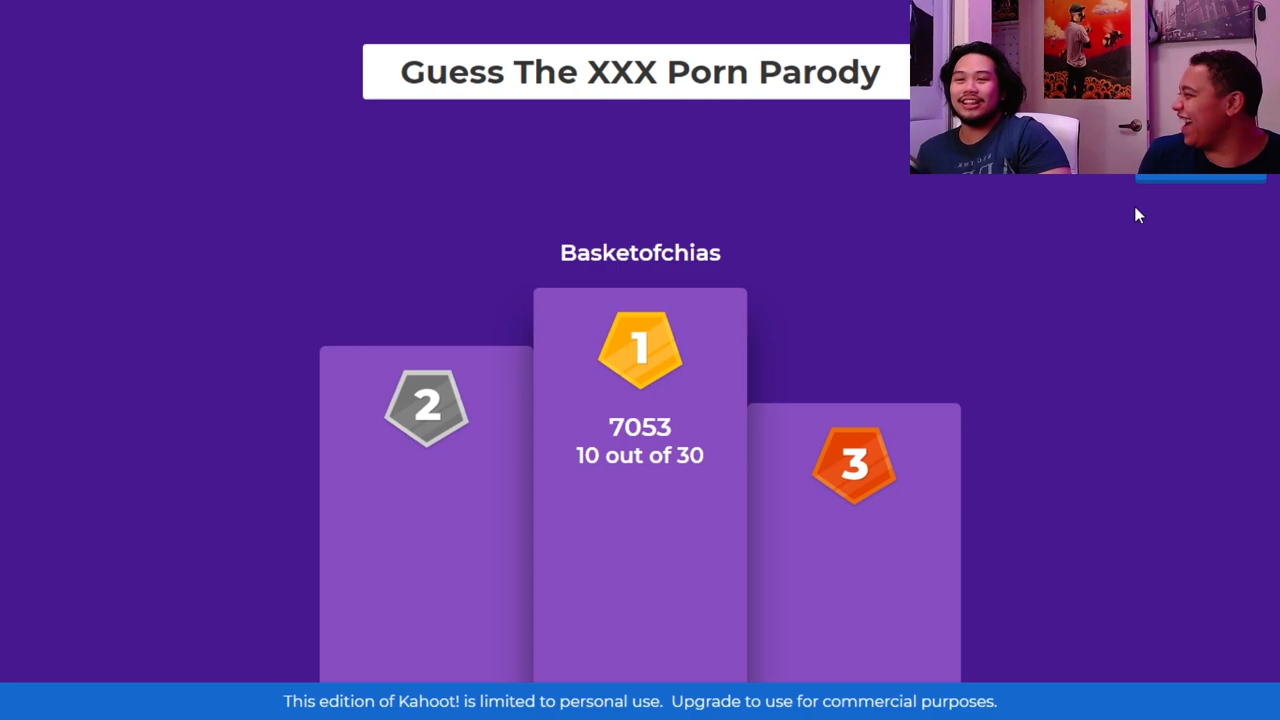 Guess The XXX Porn Parody
Basketofchias
1
2
7053
10 out of 30
3
This edition of Kahoot! is limited to personal use. Upgrade to use for commercial purposes.